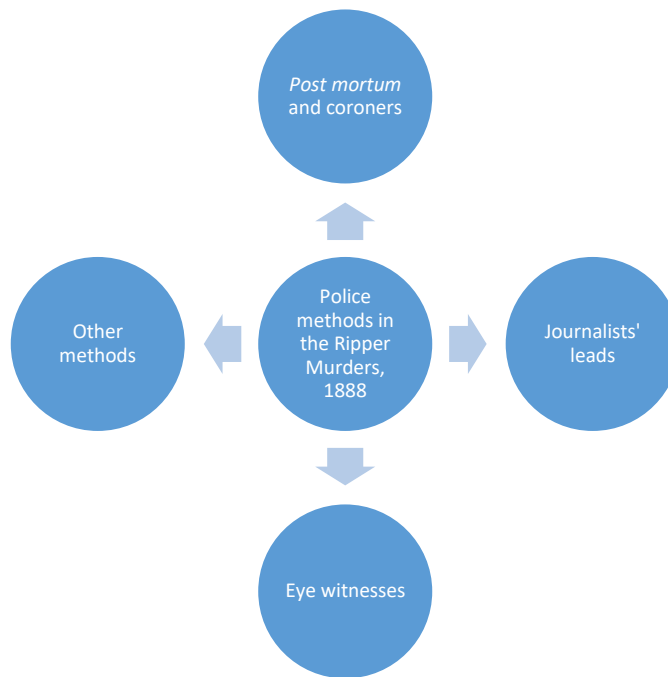 Post mortum
and coroners
Other
methods
Police
methods in
the Ripper
Murders,
1888
Journalists'
leads
Eye witnesses